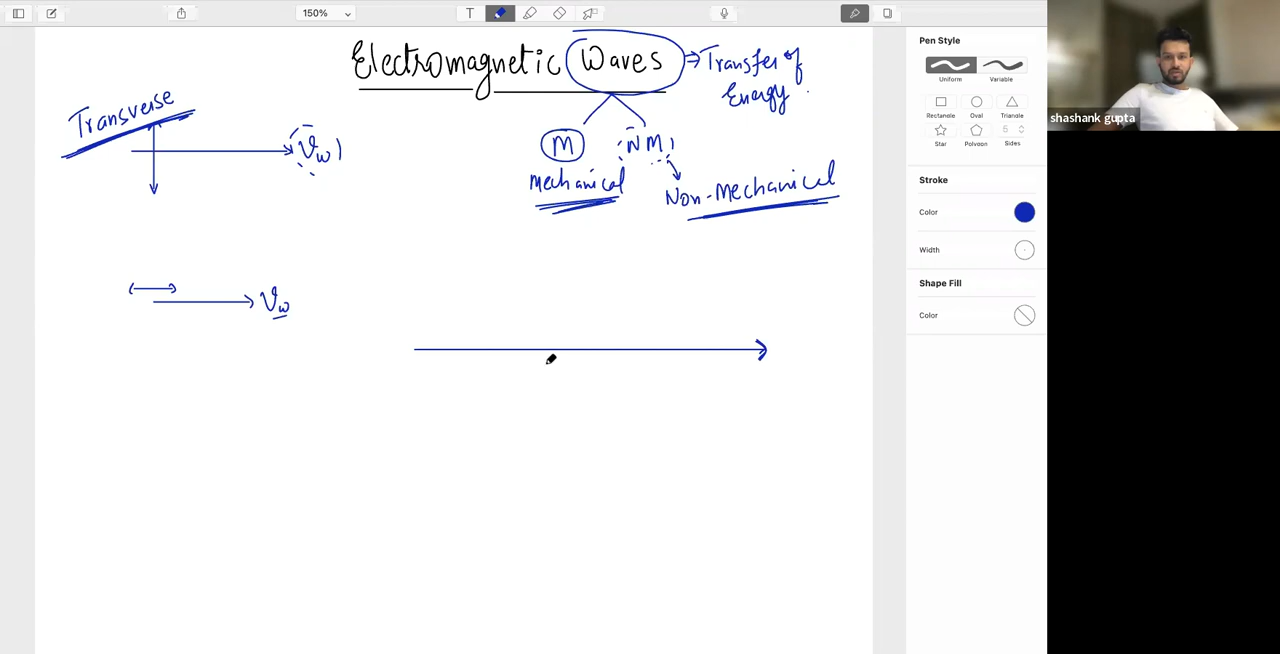 150%
T
Pen Style
Uniform
Variable
Rectangle
Oval
Triangle
Star
Polygon
5
Sides
Stroke
Color
Width
Shape Fill
Color
shashank gupta
Electromagnetic Waves ⇒ Transfer of
Energy
Transverse
Vw
M
NM
Mechanical
Non-Mechanical
Vw